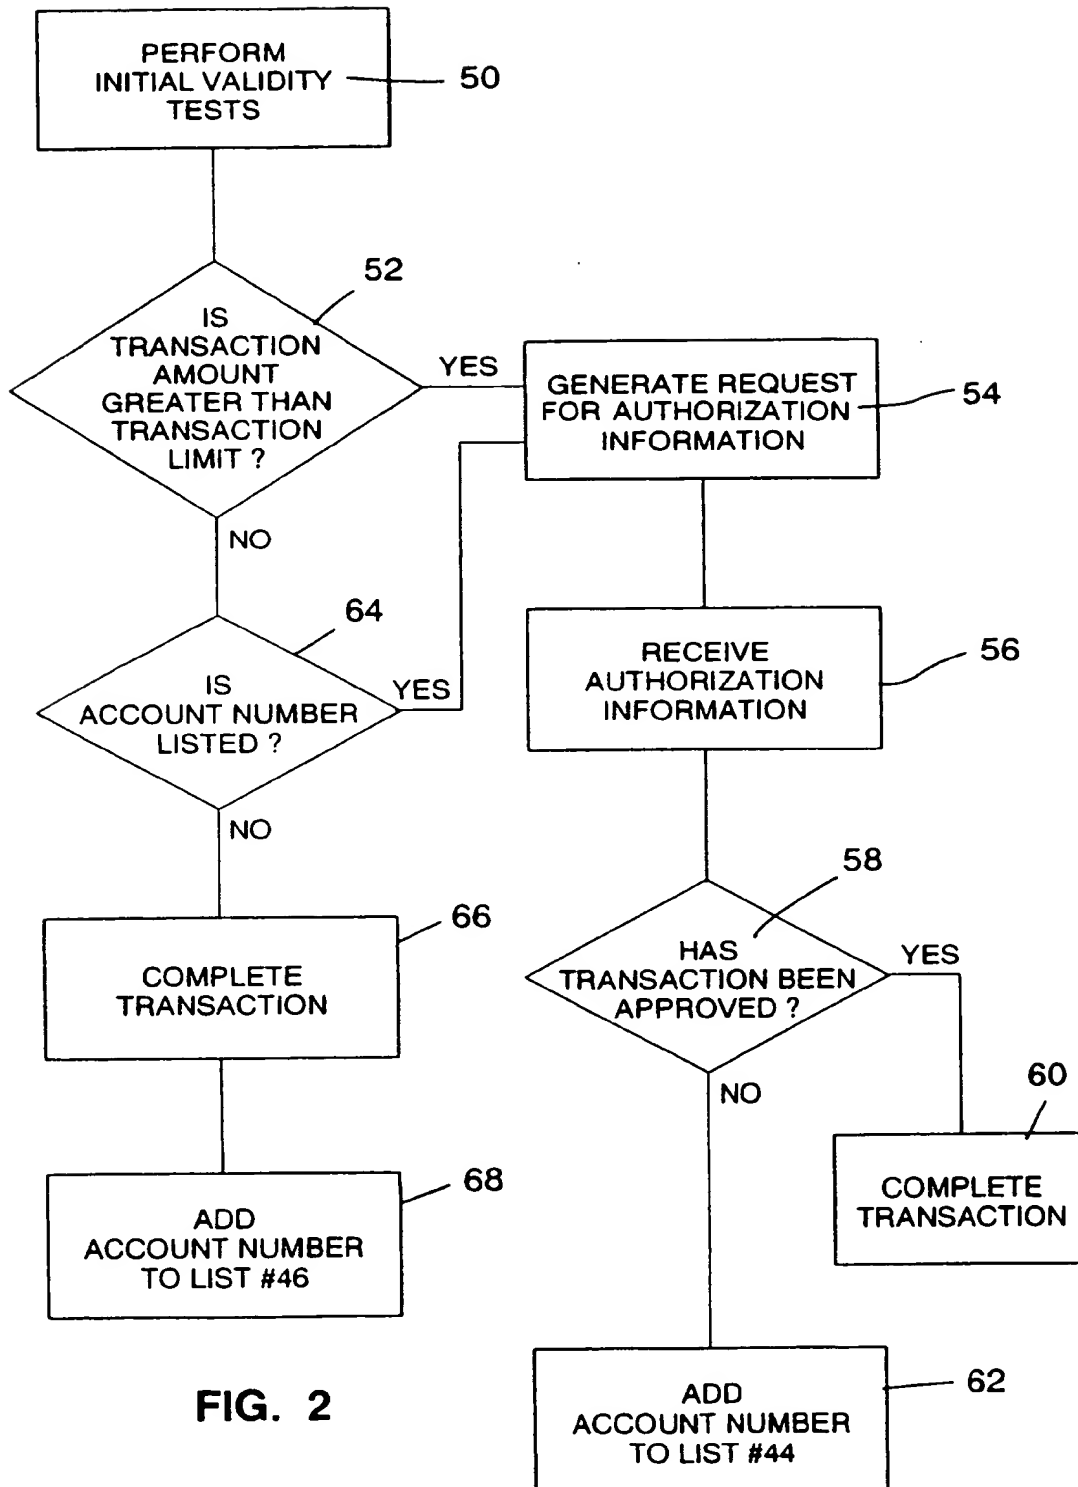 PERFORM
INITIAL VALIDITY
TESTS
50
52
IS
TRANSACTION
AMOUNT
GREATER THAN
TRANSACTION
LIMIT ?
YES
GENERATE REQUEST
FOR AUTHORIZATION
INFORMATION
54
NO
64
IS
ACCOUNT NUMBER
LISTED ?
YES
RECEIVE
AUTHORIZATION
INFORMATION
56
NO
58
HAS
TRANSACTION BEEN
APPROVED ?
YES
66
COMPLETE
TRANSACTION
NO
60
COMPLETE
TRANSACTION
68
ADD
ACCOUNT NUMBER
TO LIST #46
62
ADD
ACCOUNT NUMBER
TO LIST #44
FIG. 2